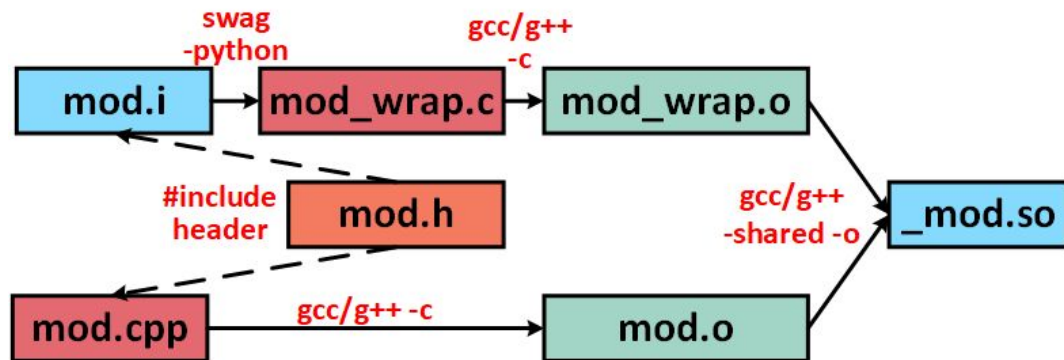 swag
-python
gcc/g++
-c
mod.i
mod_wrap.c
mod_wrap.o
#include
header
mod.h
gcc/g++
-shared -o
_mod.so
mod.cpp
gcc/g++ -c
mod.o